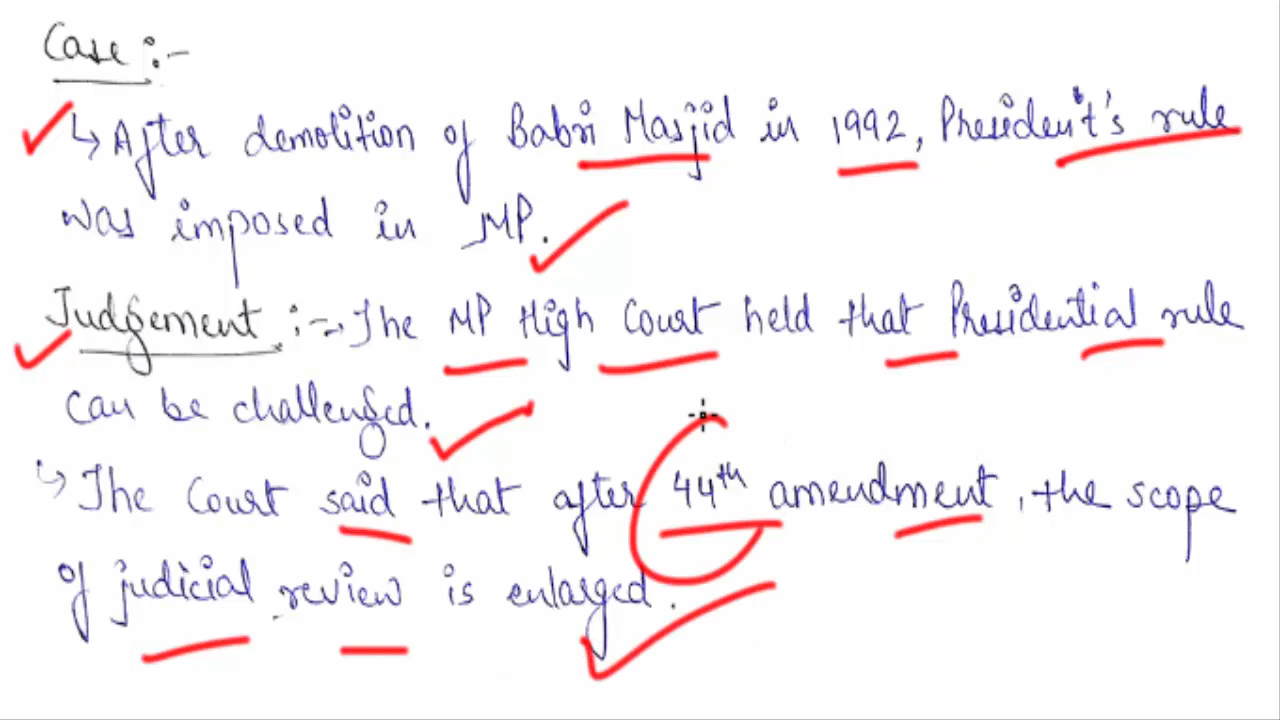 Case :-
↳ After demolition of Babri Masjid in 1992, President's rule
was imposed in MP.
Judgement :-→ The MP High Court held that Presidential rule
can be challenged.
↳ The Court said that after 44th amendment, the scope
of judicial review is enlarged.